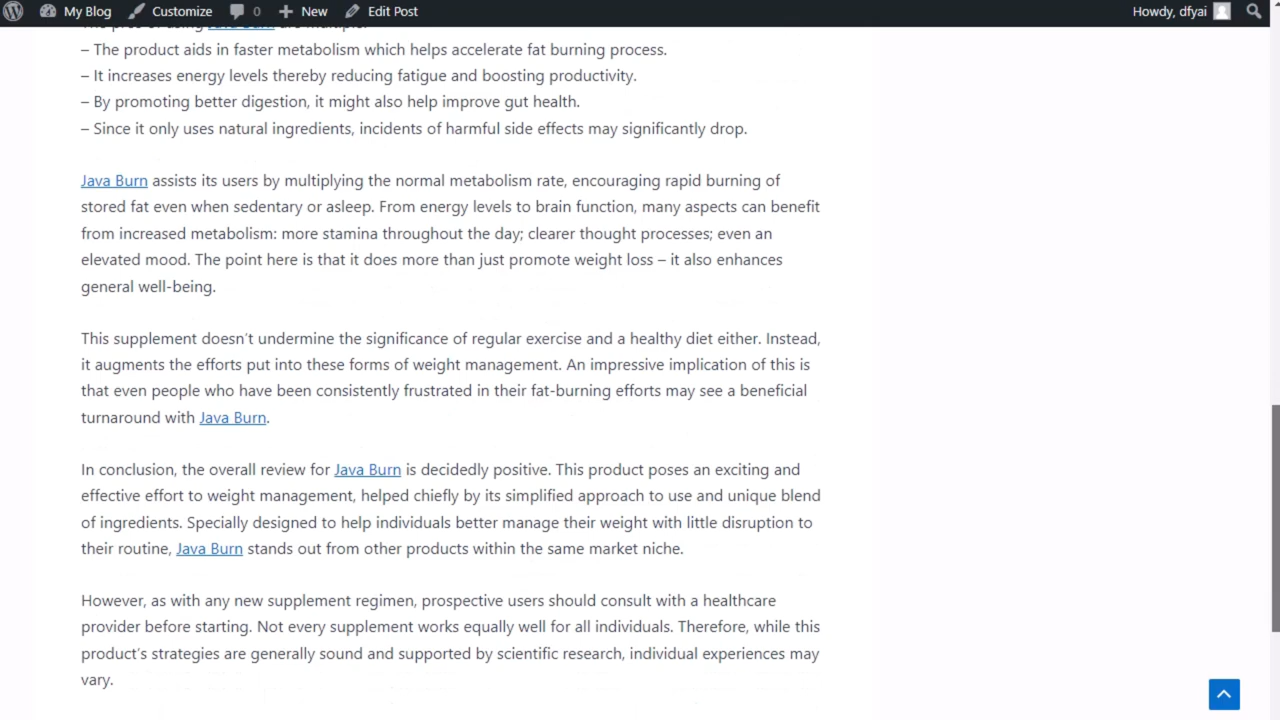 My Blog Customize 0 New Edit Post Howdy, dfyai
– The product aids in faster metabolism which helps accelerate fat burning process.
– It increases energy levels thereby reducing fatigue and boosting productivity.
– By promoting better digestion, it might also help improve gut health.
– Since it only uses natural ingredients, incidents of harmful side effects may significantly drop.
Java Burn assists its users by multiplying the normal metabolism rate, encouraging rapid burning of
stored fat even when sedentary or asleep. From energy levels to brain function, many aspects can benefit
from increased metabolism: more stamina throughout the day; clearer thought processes; even an
elevated mood. The point here is that it does more than just promote weight loss – it also enhances
general well-being.
This supplement doesn't undermine the significance of regular exercise and a healthy diet either. Instead,
it augments the efforts put into these forms of weight management. An impressive implication of this is
that even people who have been consistently frustrated in their fat-burning efforts may see a beneficial
turnaround with Java Burn.
In conclusion, the overall review for Java Burn is decidedly positive. This product poses an exciting and
effective effort to weight management, helped chiefly by its simplified approach to use and unique blend
of ingredients. Specially designed to help individuals better manage their weight with little disruption to
their routine, Java Burn stands out from other products within the same market niche.
However, as with any new supplement regimen, prospective users should consult with a healthcare
provider before starting. Not every supplement works equally well for all individuals. Therefore, while this
product's strategies are generally sound and supported by scientific research, individual experiences may
vary.